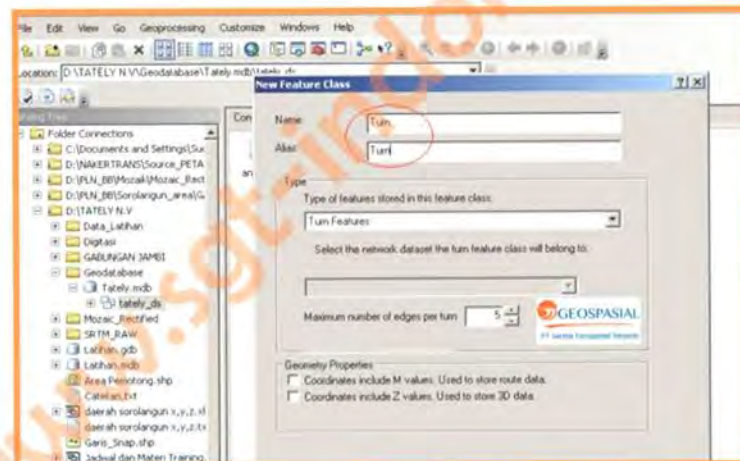 File Edit View Go Geoprocessing Customize Windows Help
Location: D:\TATELY N.V\Geodatabase\Tately.mdb\tately_ds
New Feature Class
Name: Turn
Alias: Turn
Type
Type of features stored in this feature class:
Turn Features
Select the network dataset the turn feature class will belong to:
Maximum number of edges per turn 5
GEOSPASIAL
Geometry Properties
Coordinates include M values. Used to store route data.
Coordinates include Z values. Used to store 3D data.
Folder Connections
C:\Documents and Settings\Suc
D:\NAKERTRANS\Source_PETA
D:\PLN_BB\Mozaik\Mozaic_Rect
D:\PLN_BB\Sorolangun_area\G
D:\TATELY N.V
Data_Latihan
Digitasi
GABUNGAN JAMBI
Geodatabase
Tately.mdb
tately_ds
Mozaic_Rectified
SRTM_RAW
Latihan.gdb
Latihan.mdb
Area Pemotong.shp
Catatan.txt
daerah sorolangun x,y,z.xl
daerah sorolangun x,y,z.tx
Garis_Snap.shp
Jadwal dan Materi Training.